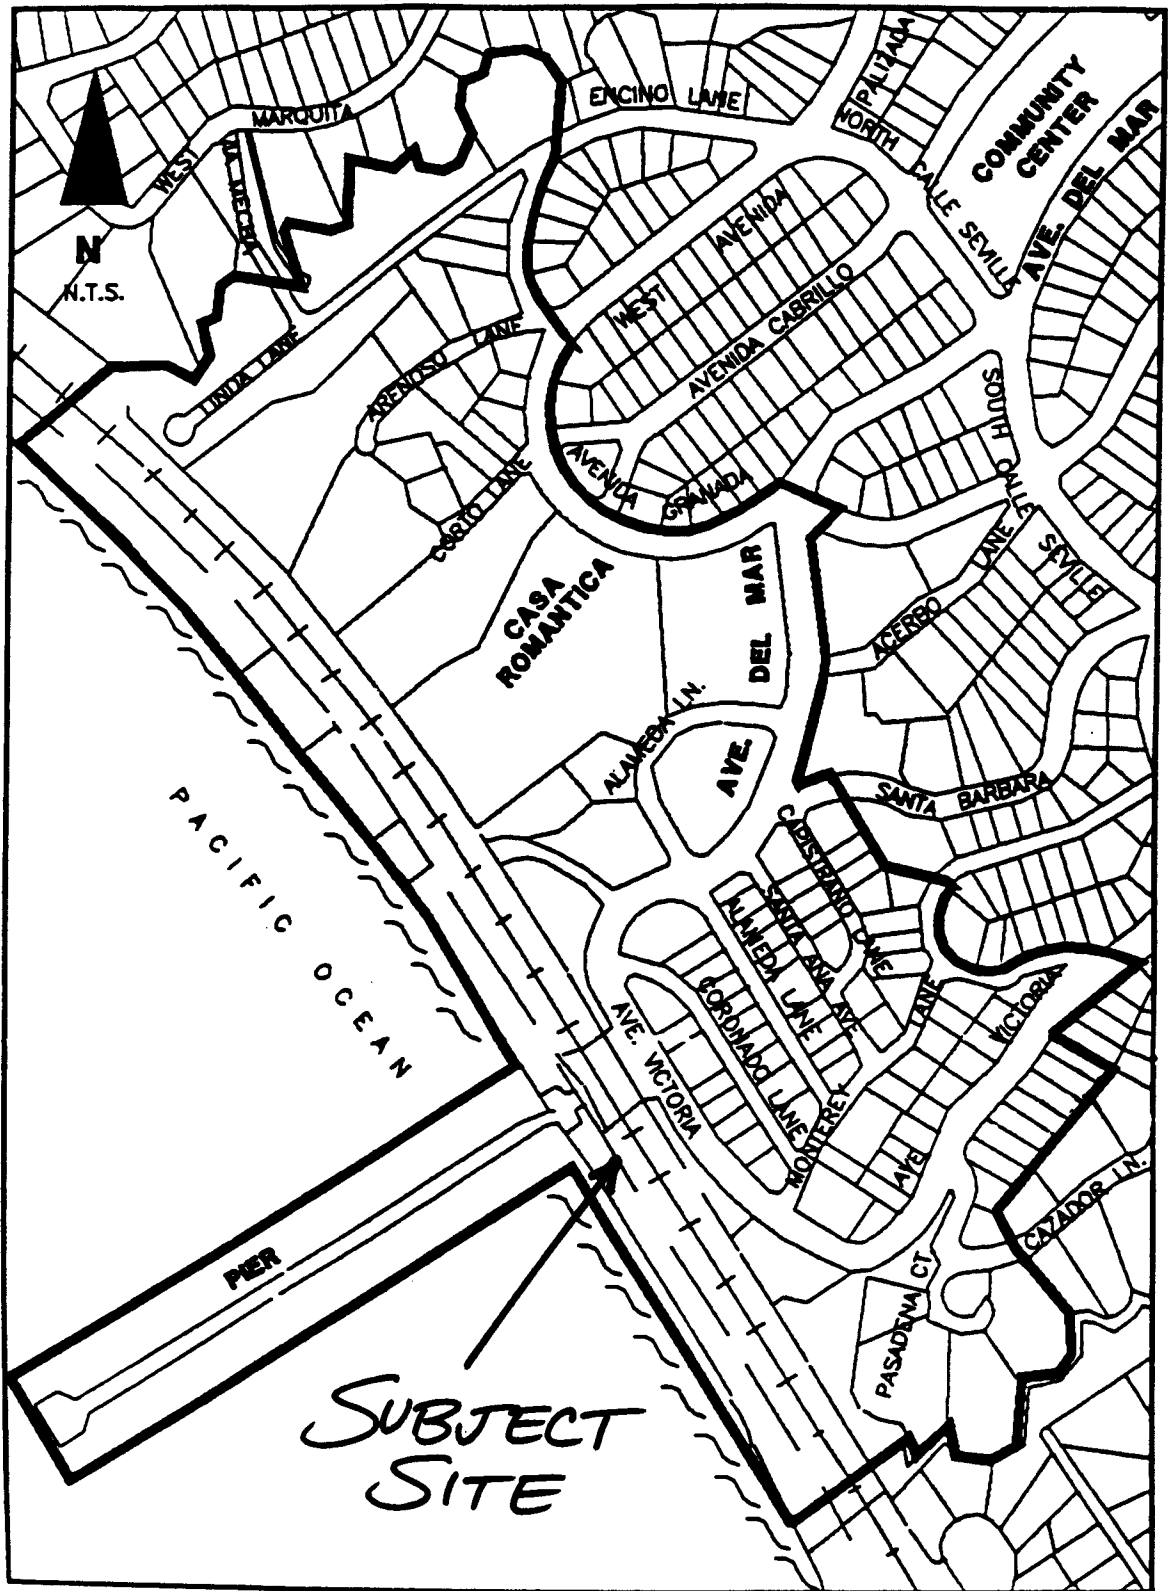 ENCINO LANE
MARQUITA
WEST
LA MECHA
N
N.T.S.
PALIZADA
NORTH
COMMUNITY
CENTER
AVE. DEL MAR
CALLE SEVILLA
AVENIDA
WEST
AVENIDA CABRILLO
LINDA LANE
ARENOSO LANE
SOUTH CALLE
SEVILLE
AVENIDA
GRANADA
CORTO LANE
CASA
ROMANTICA
DEL MAR
AVE.
ACERBO LANE
ALAMEDA LN.
SANTA BARBARA
PACIFIC OCEAN
CAPISTRANO LANE
SANTA ANA AVE
ALAMEDA LANE
CORONADO LANE
AVE. VICTORIA
MONTEREY
LANE
VICTORIA
AVE
CAZADOR LN.
PASADENA CT
PIER
SUBJECT
SITE